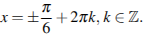 x = ±π/6 + 2πk, k ∈ ℤ.